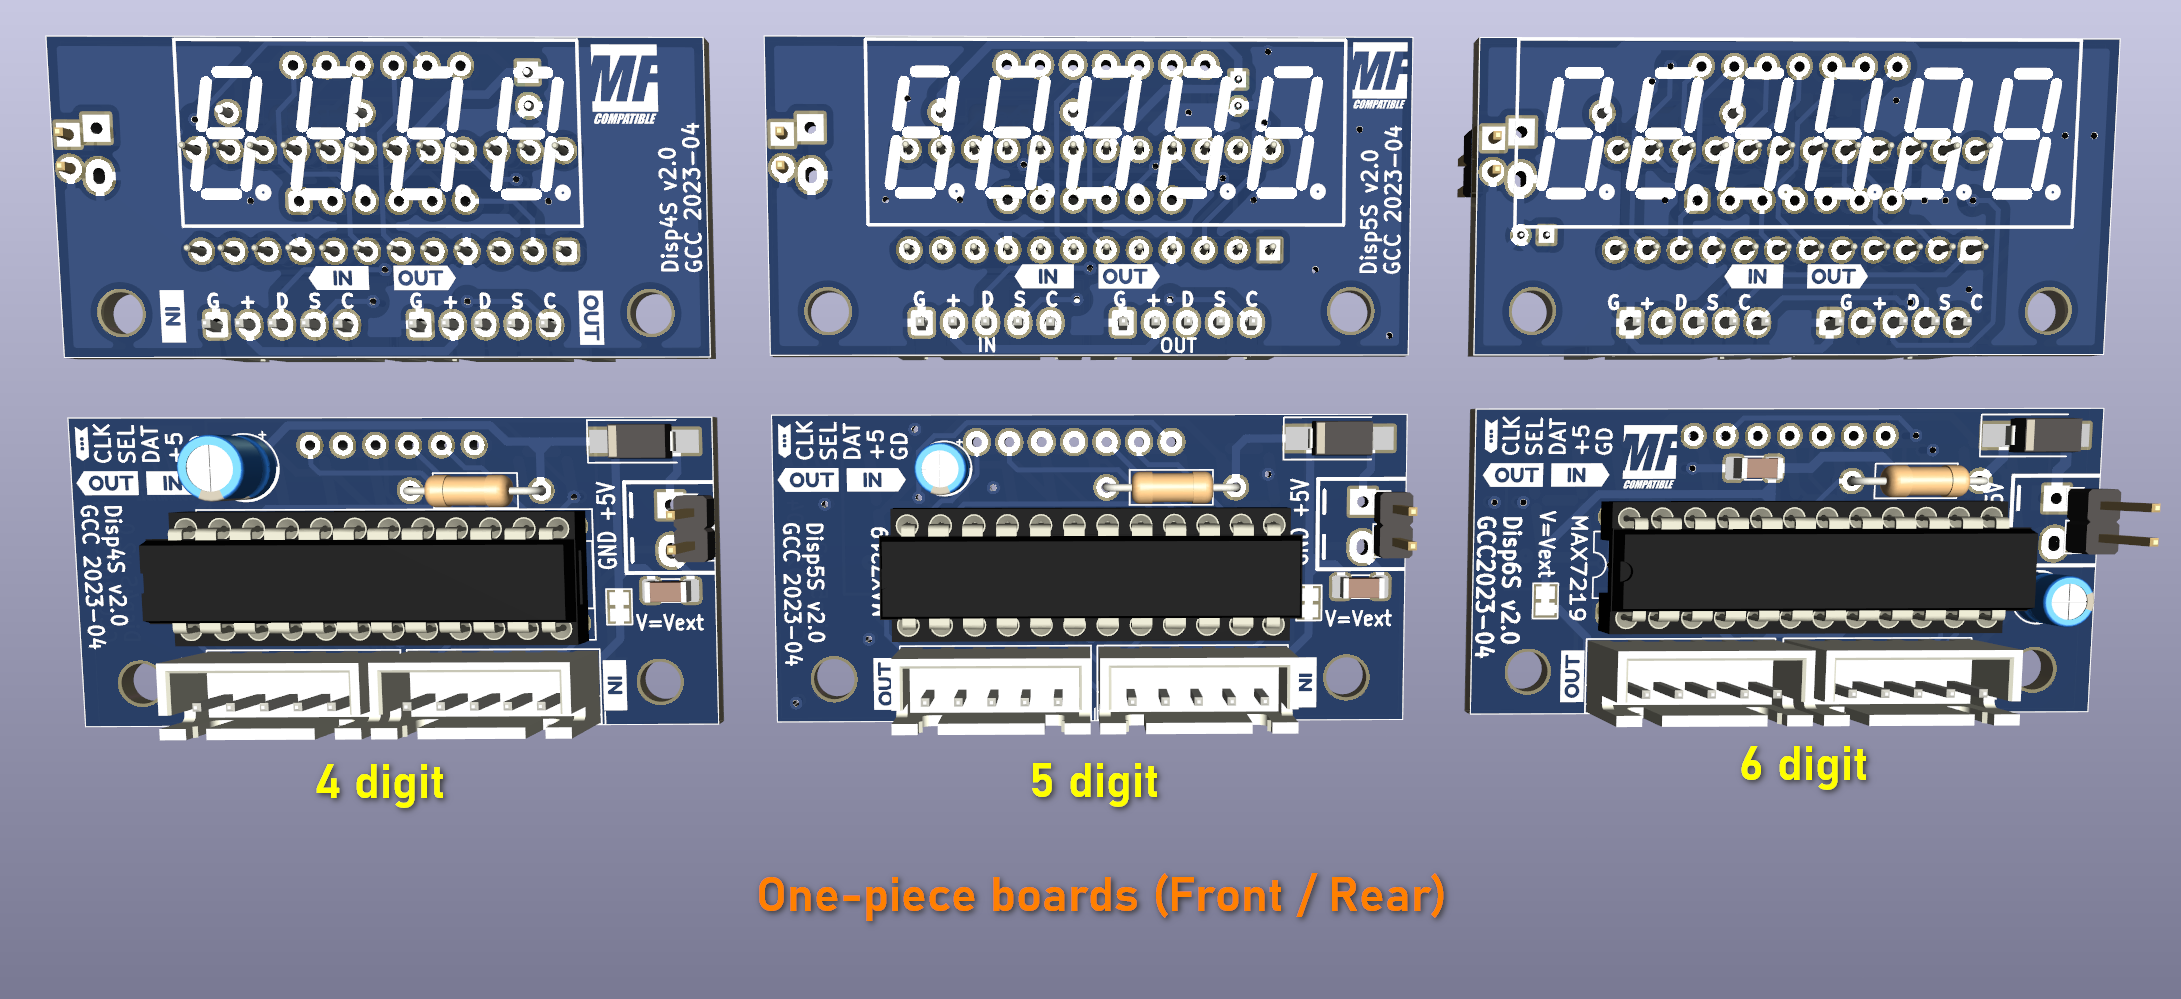 MF
COMPATIBLE
Disp4S v2.0
GCC 2023-04
IN OUT
G + D S C G + D S C
IN OUT
MF
COMPATIBLE
Disp5S v2.0
GCC 2023-04
IN OUT
G + D S C G + D S C
IN OUT
IN OUT
G + D S C G + D S C
CLK
SEL
DAT
+5
OUT IN
Disp4S v2.0
GCC 2023-04
GND +5V
V=Vext
IN
CLK
SEL
DAT
+5
GD
OUT IN
Disp5S v2.0
GCC 2023-04
+5V
V=Vext
OUT
IN
CLK
SEL
DAT
+5
GD
OUT IN
MF
COMPATIBLE
Disp6S v2.0
GCC2023-04
V=Vext
MAX7219
OUT
4 digit
5 digit
6 digit
One-piece boards (Front / Rear)